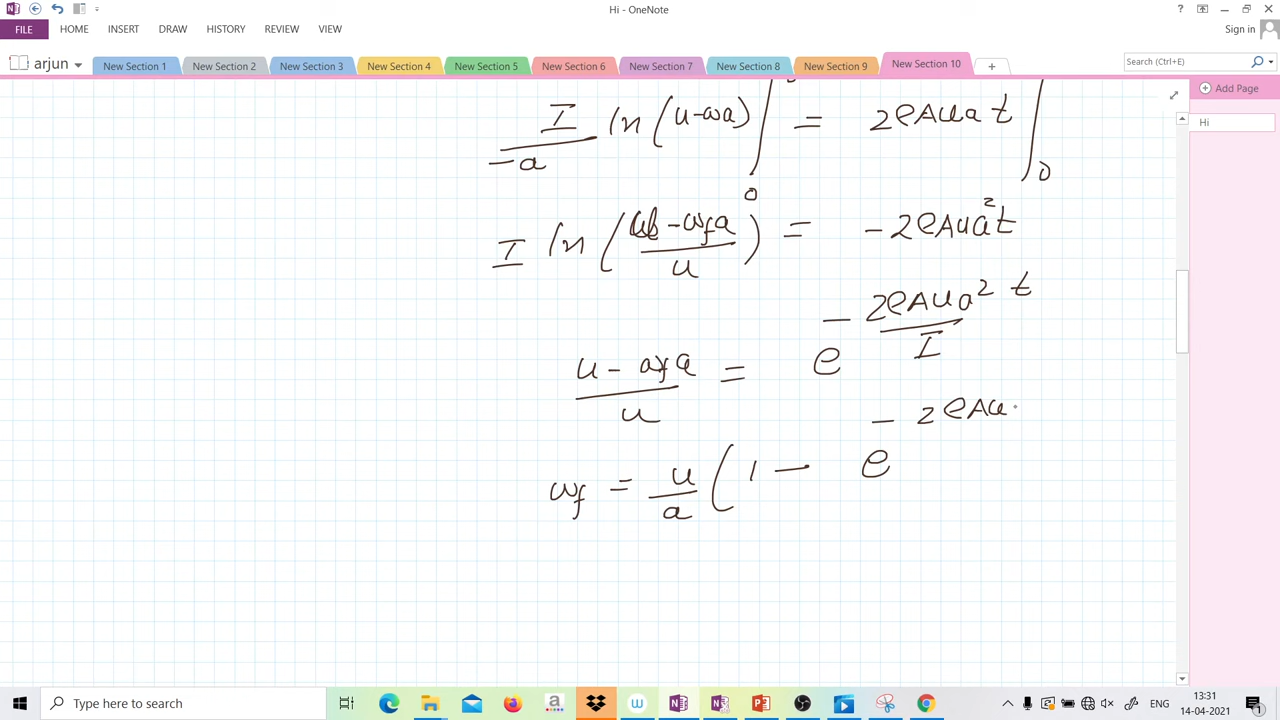 Hi - OneNote
?
FILE HOME INSERT DRAW HISTORY REVIEW VIEW
Sign in
arjun
New Section 1 New Section 2 New Section 3 New Section 4 New Section 5 New Section 6 New Section 7 New Section 8 New Section 9 New Section 10 +
Search (Ctrl+E)
Add Page
Hi
I/-a ln(u-ωa) |0 = 2ρAua t |0
I ln((u-ωfa)/u) = -2ρAua²t
(u-ωfa)/u = e^(-2ρAua² t/I)
ωf = u/a (1 - e^(-2ρAu
Type here to search
ENG
13:31
14-04-2021